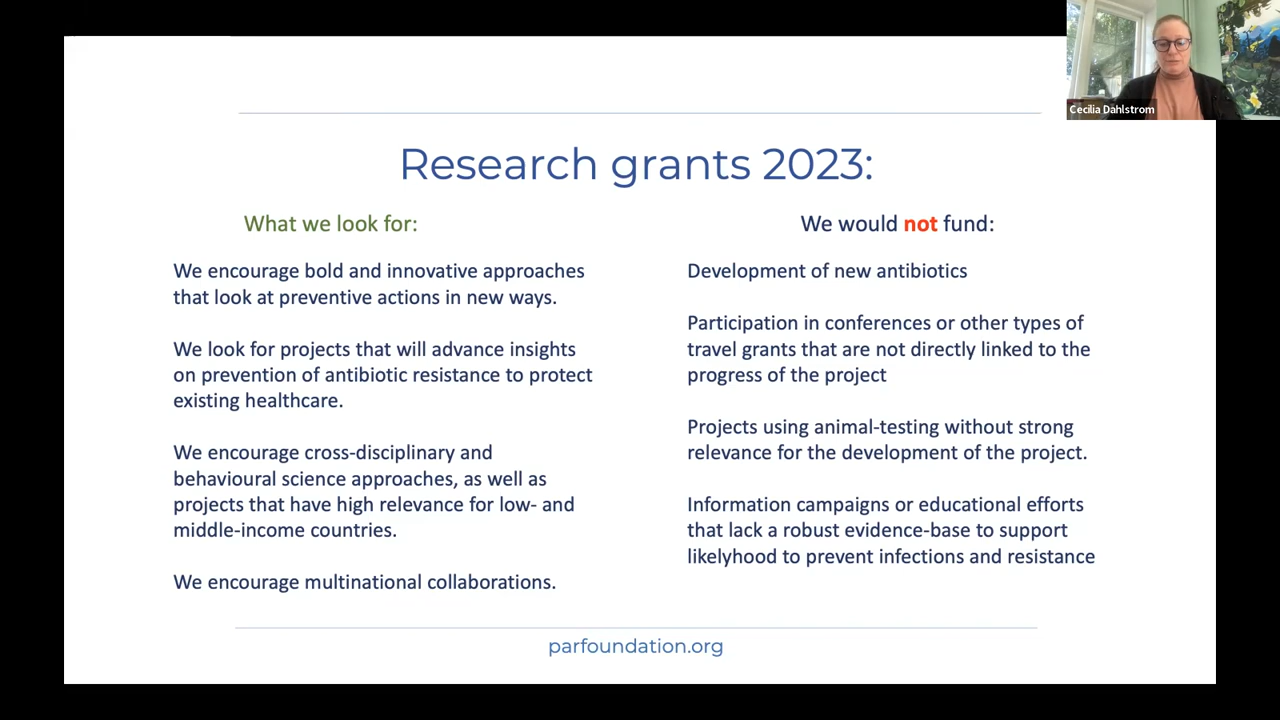 Cecilia Dahlstrom
Research grants 2023:
What we look for:
We encourage bold and innovative approaches
that look at preventive actions in new ways.
We look for projects that will advance insights
on prevention of antibiotic resistance to protect
existing healthcare.
We encourage cross-disciplinary and
behavioural science approaches, as well as
projects that have high relevance for low- and
middle-income countries.
We encourage multinational collaborations.
We would not fund:
Development of new antibiotics
Participation in conferences or other types of
travel grants that are not directly linked to the
progress of the project
Projects using animal-testing without strong
relevance for the development of the project.
Information campaigns or educational efforts
that lack a robust evidence-base to support
likelyhood to prevent infections and resistance
parfoundation.org